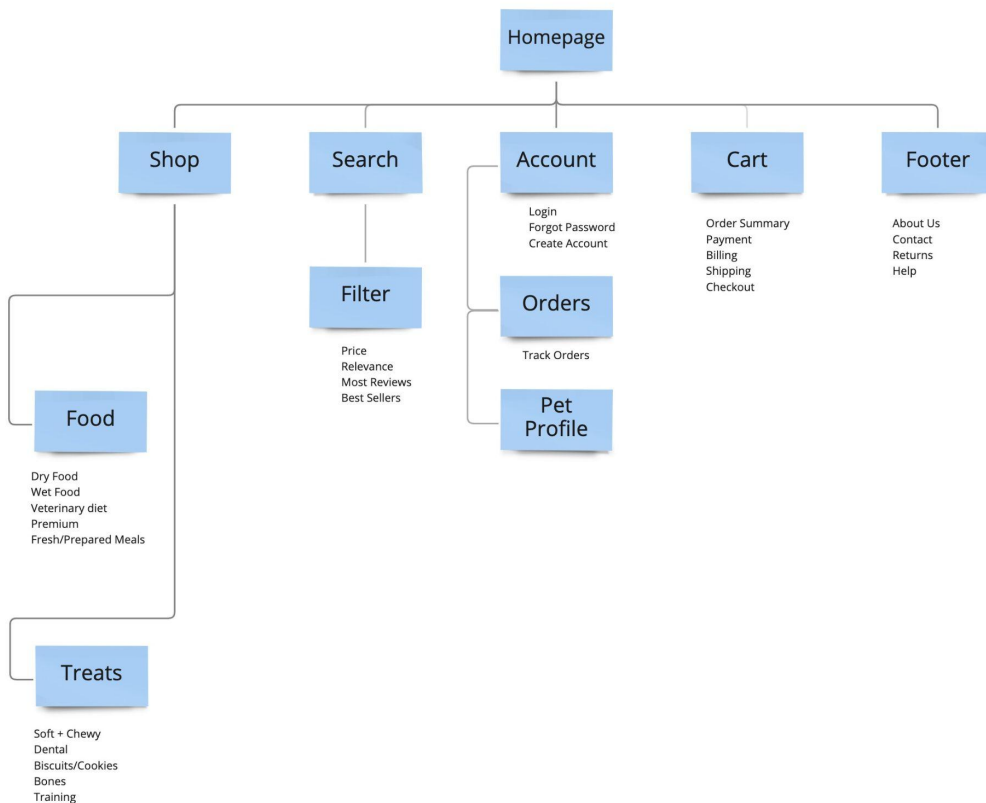 Homepage
Shop
Search
Account
Cart
Footer
Login
Forgot Password
Create Account
Order Summary
Payment
Billing
Shipping
Checkout
About Us
Contact
Returns
Help
Filter
Price
Relevance
Most Reviews
Best Sellers
Orders
Track Orders
Pet
Profile
Food
Dry Food
Wet Food
Veterinary diet
Premium
Fresh/Prepared Meals
Treats
Soft + Chewy
Dental
Biscuits/Cookies
Bones
Training